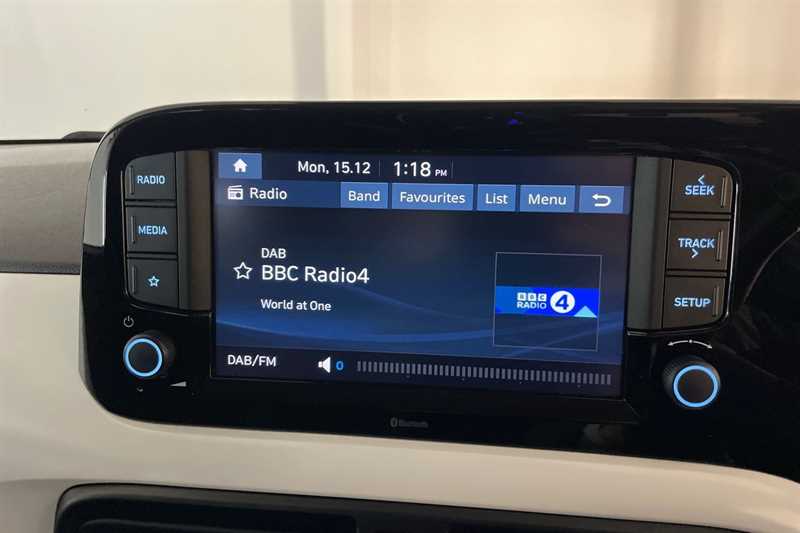 Mon, 15.12 1:18 PM
Radio Band Favourites List Menu
DAB
BBC Radio4
World at One
BBC
RADIO 4
DAB/FM 0
RADIO
MEDIA
SEEK
TRACK
SETUP
Bluetooth